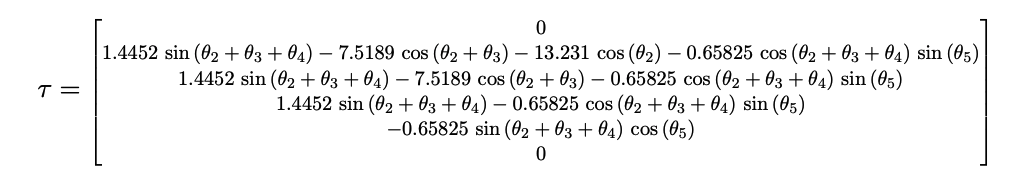 0
1.4452 sin (θ₂ + θ₃ + θ₄) − 7.5189 cos (θ₂ + θ₃) − 13.231 cos (θ₂) − 0.65825 cos (θ₂ + θ₃ + θ₄) sin (θ₅)
1.4452 sin (θ₂ + θ₃ + θ₄) − 7.5189 cos (θ₂ + θ₃) − 0.65825 cos (θ₂ + θ₃ + θ₄) sin (θ₅)
τ =
1.4452 sin (θ₂ + θ₃ + θ₄) − 0.65825 cos (θ₂ + θ₃ + θ₄) sin (θ₅)
−0.65825 sin (θ₂ + θ₃ + θ₄) cos (θ₅)
0